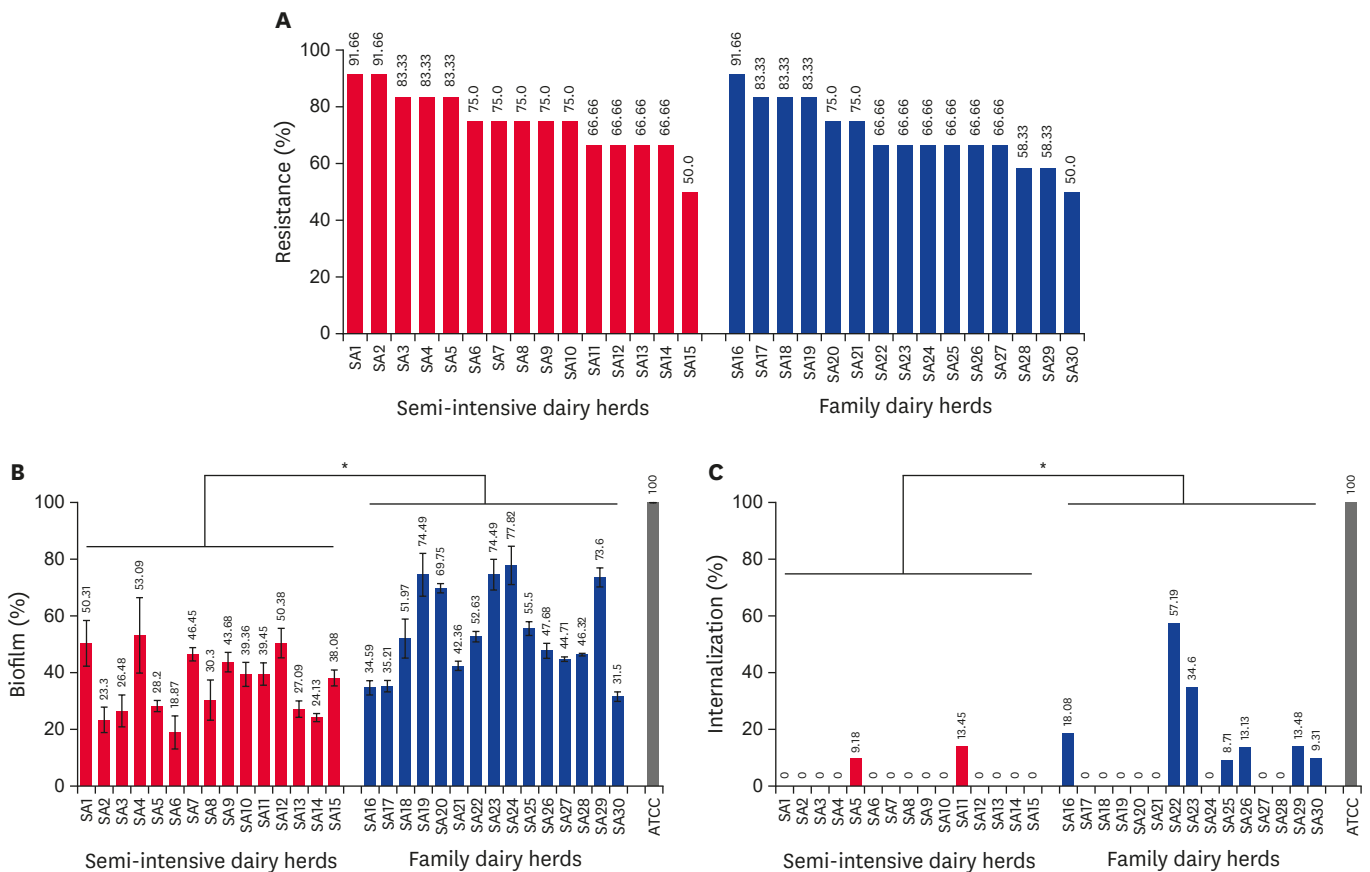 A
Resistance (%)
100
80
60
40
20
0
91.66 91.66 83.33 83.33 83.33 75.0 75.0 75.0 75.0 75.0 66.66 66.66 66.66 66.66 50.0
91.66 83.33 83.33 83.33 75.0 75.0 66.66 66.66 66.66 66.66 66.66 66.66 58.33 58.33 50.0
SA1 SA2 SA3 SA4 SA5 SA6 SA7 SA8 SA9 SA10 SA11 SA12 SA13 SA14 SA15
SA16 SA17 SA18 SA19 SA20 SA21 SA22 SA23 SA24 SA25 SA26 SA27 SA28 SA29 SA30
Semi-intensive dairy herds
Family dairy herds
B
*
Biofilm (%)
100
80
60
40
20
0
50.31 23.3 26.48 53.09 28.2 18.87 46.45 30.3 43.68 39.36 39.45 50.38 27.09 24.13 38.08
34.59 35.21 51.97 74.49 69.75 42.36 52.63 74.49 77.82 55.5 47.68 44.71 46.32 73.6 31.5
100
SA1 SA2 SA3 SA4 SA5 SA6 SA7 SA8 SA9 SA10 SA11 SA12 SA13 SA14 SA15
SA16 SA17 SA18 SA19 SA20 SA21 SA22 SA23 SA24 SA25 SA26 SA27 SA28 SA29 SA30
ATCC
Semi-intensive dairy herds
Family dairy herds
C
*
Internalization (%)
100
80
60
40
20
0
0 0 0 0 9.18 0 0 0 0 0 13.45 0 0 0 0
18.08 0 0 0 0 0 57.19 34.6 0 8.71 13.13 0 0 13.48 9.31
100
SA1 SA2 SA3 SA4 SA5 SA6 SA7 SA8 SA9 SA10 SA11 SA12 SA13 SA14 SA15
SA16 SA17 SA18 SA19 SA20 SA21 SA22 SA23 SA24 SA25 SA26 SA27 SA28 SA29 SA30
ATCC
Semi-intensive dairy herds
Family dairy herds